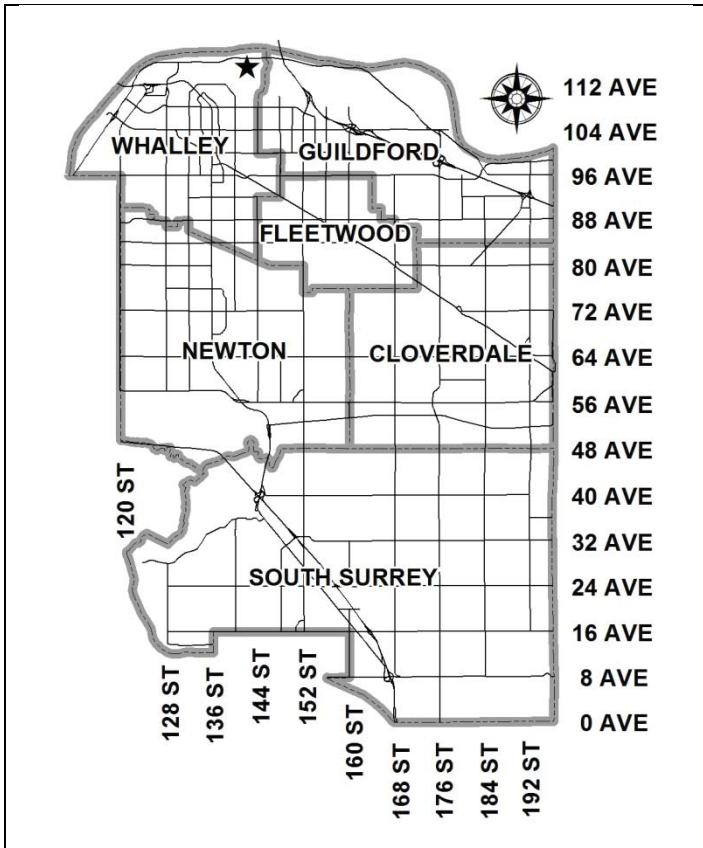 112 AVE
104 AVE
WHALLEY
GUILDFORD
96 AVE
88 AVE
FLEETWOOD
80 AVE
72 AVE
NEWTON
CLOVERDALE
64 AVE
56 AVE
48 AVE
120 ST
40 AVE
32 AVE
SOUTH SURREY
24 AVE
16 AVE
128 ST
136 ST
144 ST
152 ST
160 ST
8 AVE
0 AVE
168 ST
176 ST
184 ST
192 ST